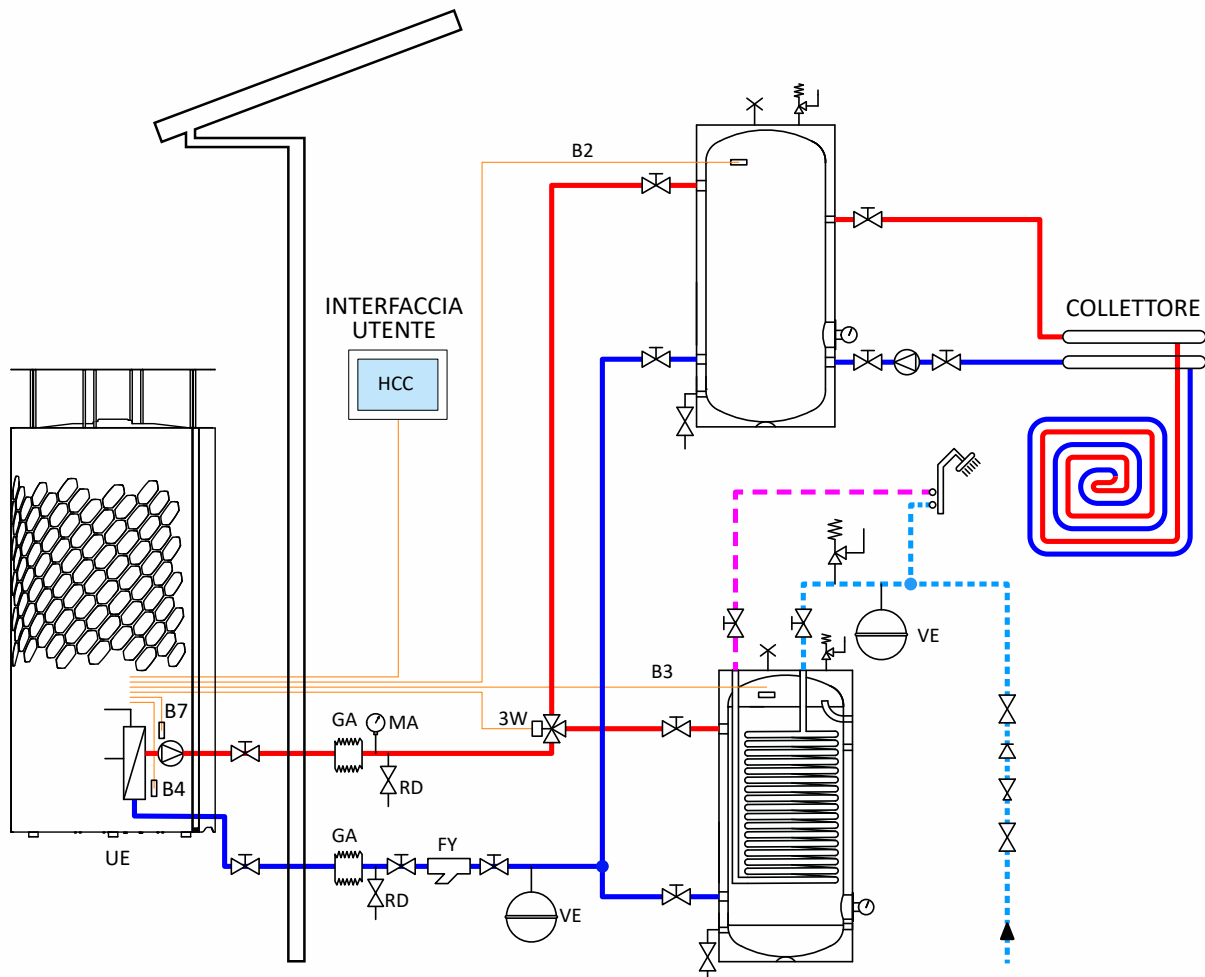 B2
INTERFACCIA
UTENTE
HCC
COLLETTORE
VE
B3
B7
3W
GA
MA
B4
RD
UE
GA
FY
RD
VE